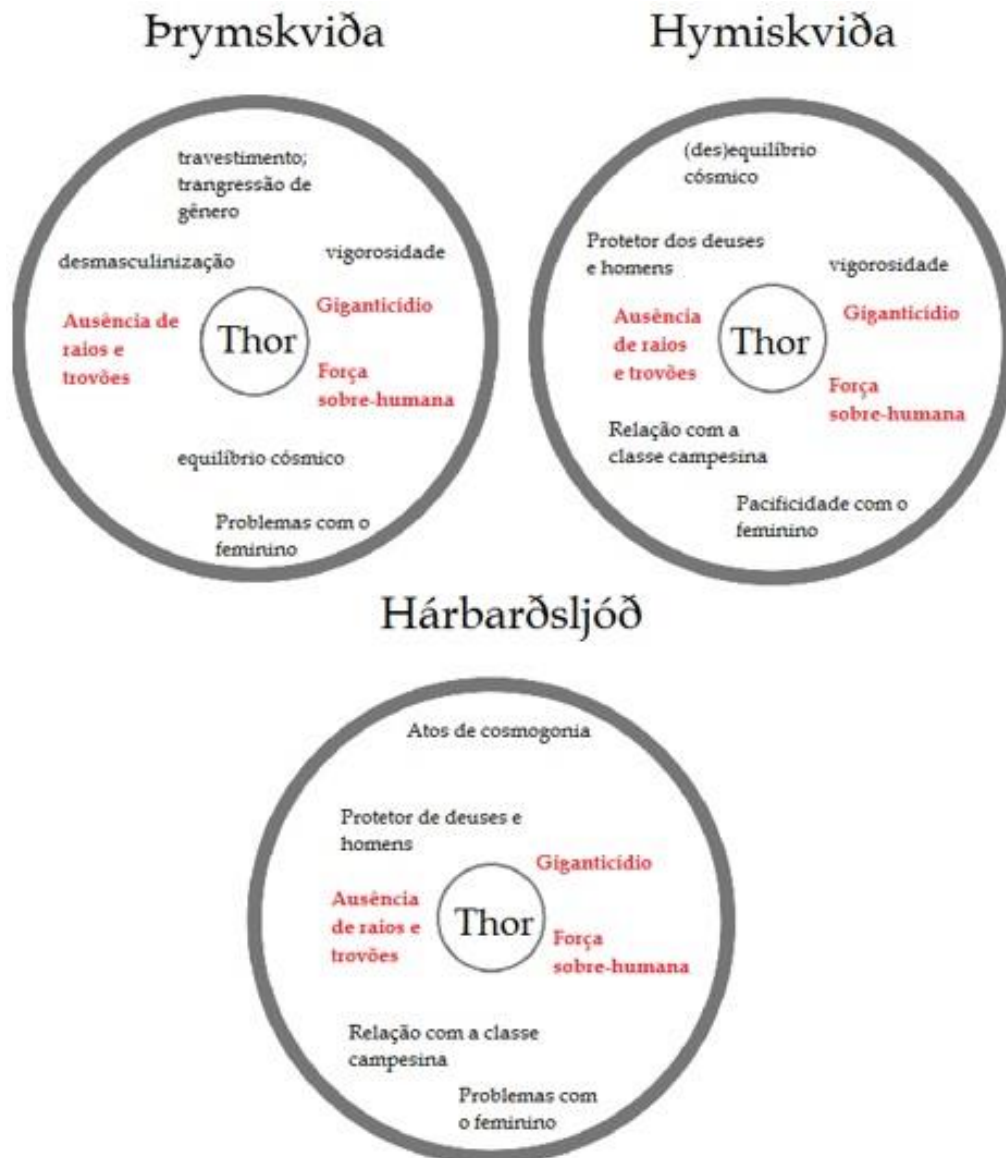 Þrymskviða
travestimento;
trangressão de
gênero
desmasculinização
vigorosidade
Ausência de
raios e
trovões
Thor
Giganticídio
Força
sobre-humana
equilíbrio cósmico
Problemas com o
feminino
Hymiskviða
(des)equilíbrio
cósmico
Protetor dos deuses
e homens
vigorosidade
Ausência
de raios
e trovões
Thor
Giganticídio
Força
sobre-humana
Relação com a
classe campesina
Pacificidade com o
feminino
Hárbarðsljóð
Atos de cosmogonia
Protetor de deuses e
homens
Giganticídio
Ausência
de raios e
trovões
Thor
Força
sobre-humana
Relação com a classe
campesina
Problemas com
o feminino